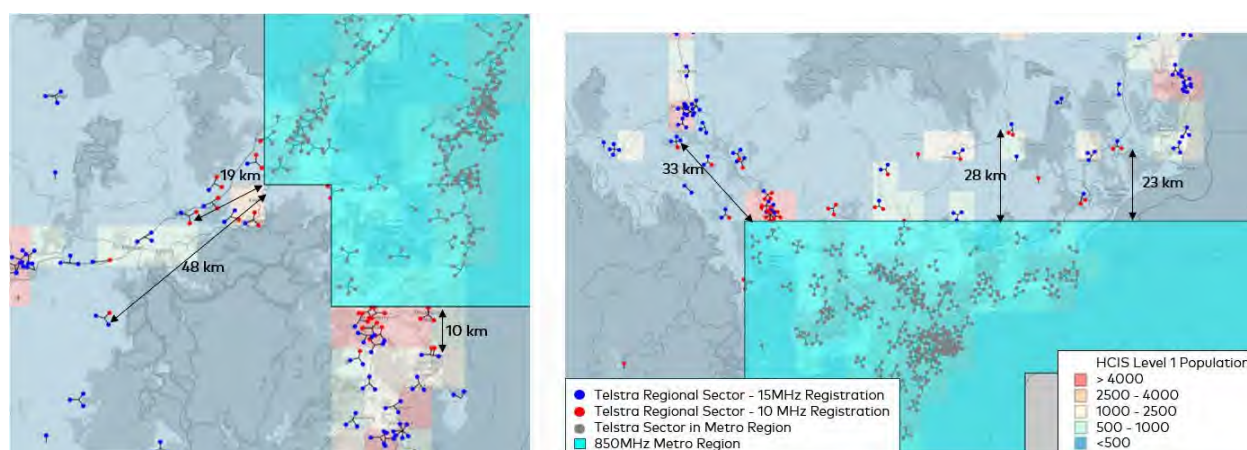 19 km
48 km
10 km
33 km
28 km
23 km
Telstra Regional Sector - 15MHz Registration
Telstra Regional Sector - 10 MHz Registration
Telstra Sector in Metro Region
850MHz Metro Region
HCIS Level 1 Population
> 4000
2500 - 4000
1000 - 2500
500 - 1000
<500